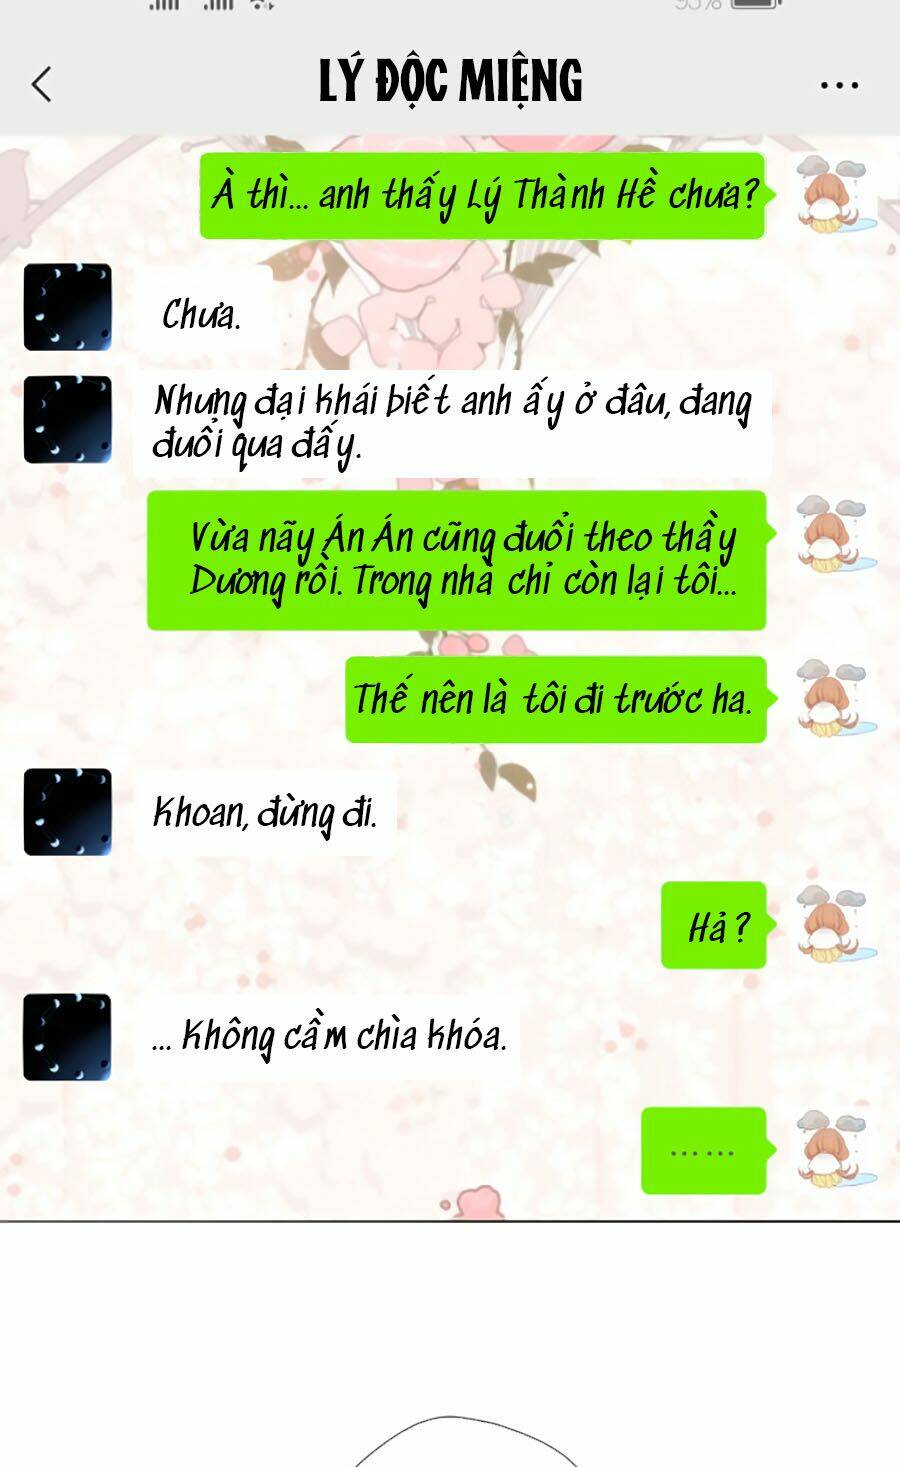 95%
LÝ ĐỘC MIỆNG
À thì... anh thấy Lý Thành Hề chưa?
Chưa.
Nhưng đại khái biết anh ấy ở đâu, đang
đuổi qua đấy.
Vừa nãy Án Án cũng đuổi theo thầy
Dương rồi. Trong nhà chỉ còn lại tôi...
Thế nên là tôi đi trước ha.
Khoan, đừng đi.
Hả?
... Không cầm chìa khóa.
……